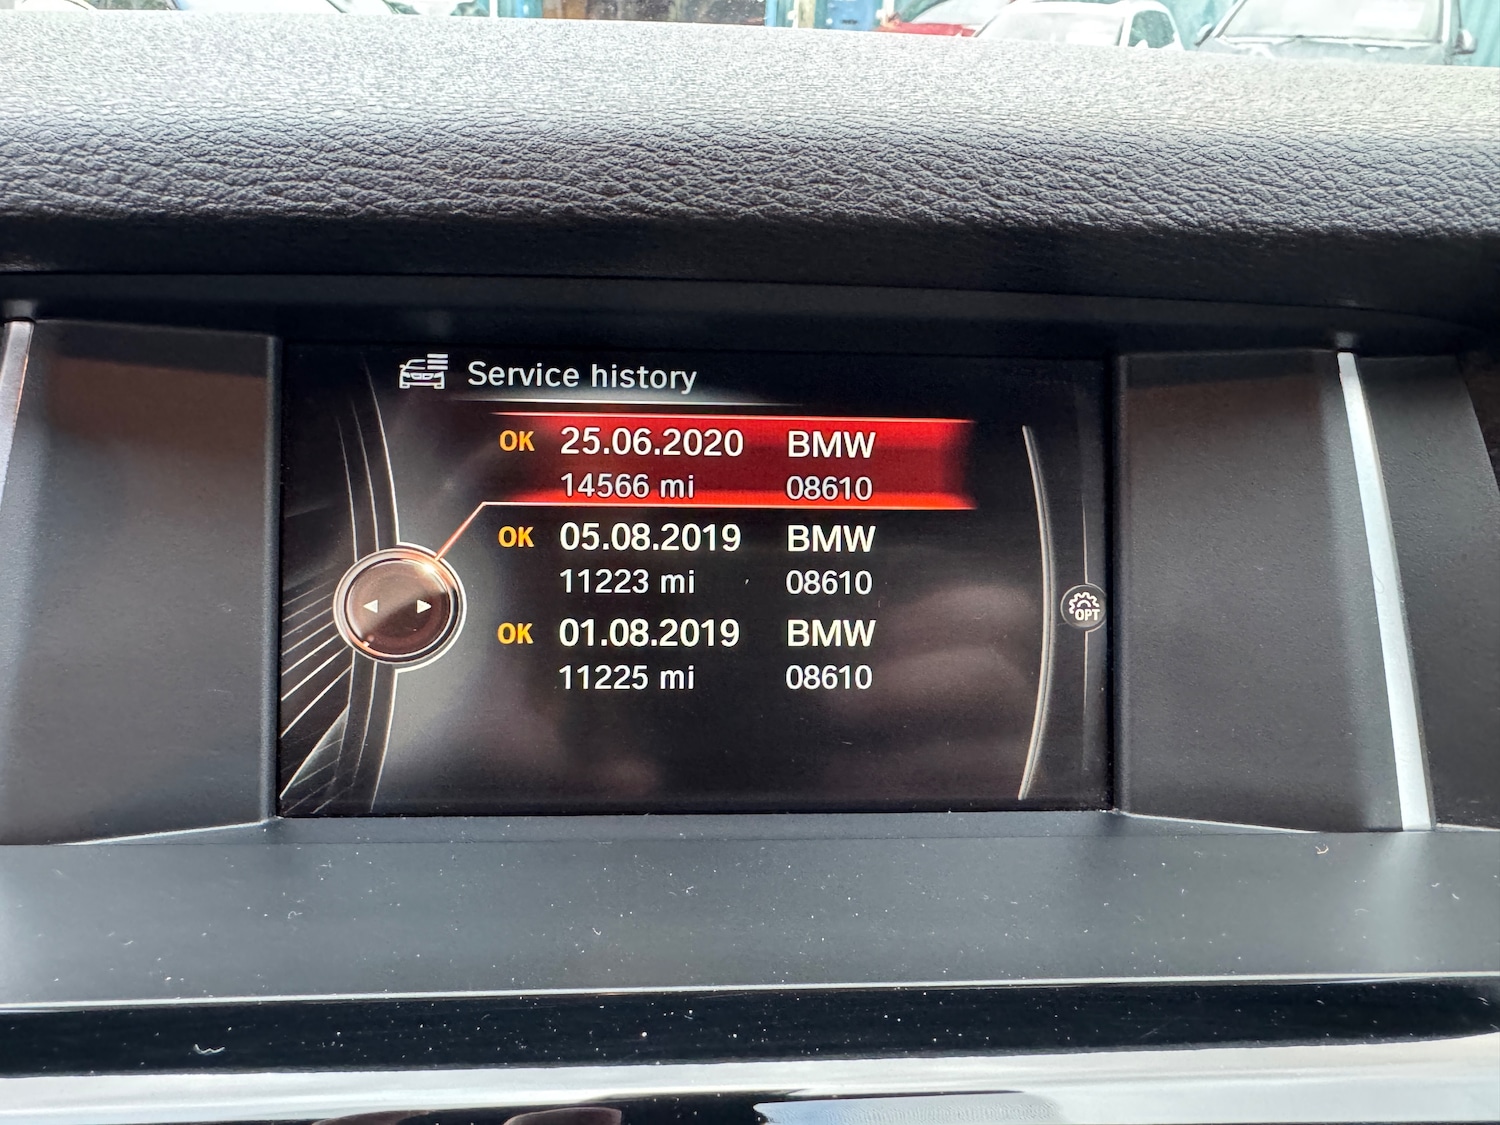 Service history
OK 25.06.2020 BMW
14566 mi 08610
OK 05.08.2019 BMW
11223 mi 08610
OK 01.08.2019 BMW
11225 mi 08610
OPT